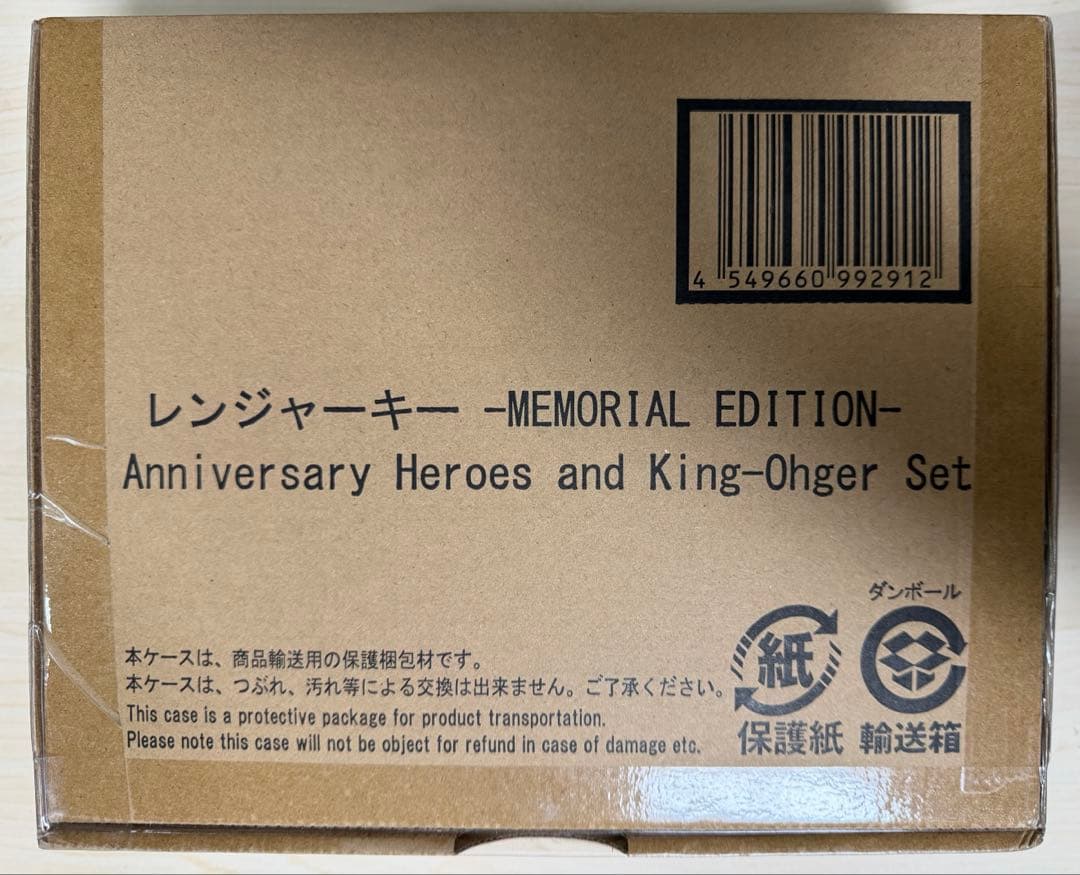 4 549660 992912
レンジャーキー -MEMORIAL EDITION-
Anniversary Heroes and King-Ohger Set
本ケースは、商品輸送用の保護梱包材です。
本ケースは、つぶれ、汚れ等による交換は出来ません。ご了承ください。
This case is a protective package for product transportation.
Please note this case will not be object for refund in case of damage etc.
紙
保護紙
ダンボール
輸送箱